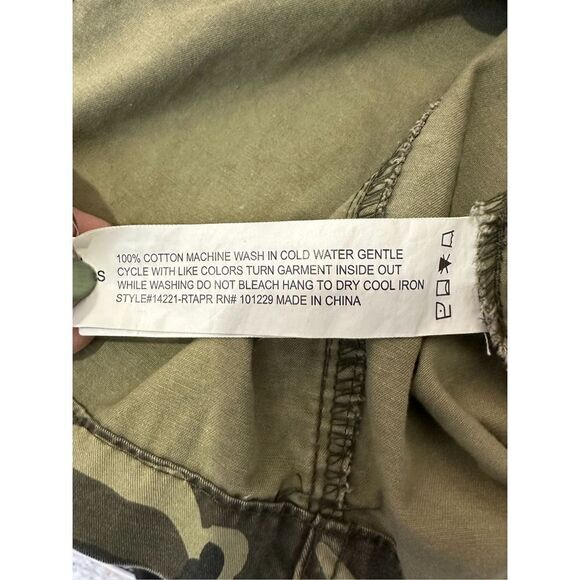 100% COTTON MACHINE WASH IN COLD WATER GENTLE
CYCLE WITH LIKE COLORS TURN GARMENT INSIDE OUT
WHILE WASHING DO NOT BLEACH HANG TO DRY COOL IRON
STYLE#14221-RTAPR RN# 101229 MADE IN CHINA
S